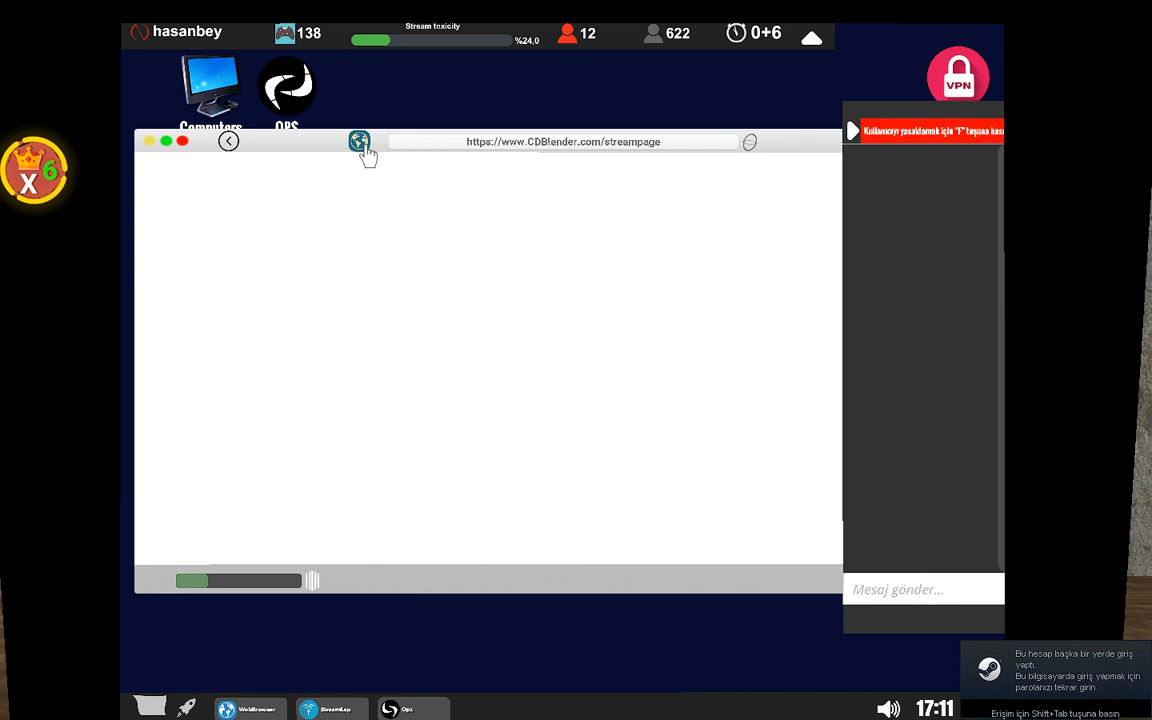 hasanbey
138
Stream toxicity
%24,0
12
622
0+6
Computers
OPS
VPN
X6
https://www.CDBlender.com/streampage
Kullanıcıyı yasaklamak için "F" tuşuna bası
Mesaj gönder...
Bu hesap başka bir yerde giriş
yaptı.
Bu bilgisayarda giriş yapmak için
parolanızı tekrar girin.
Erişim için Shift+Tab tuşuna basın
WebBrowser
StreamLap
Ops
17:11